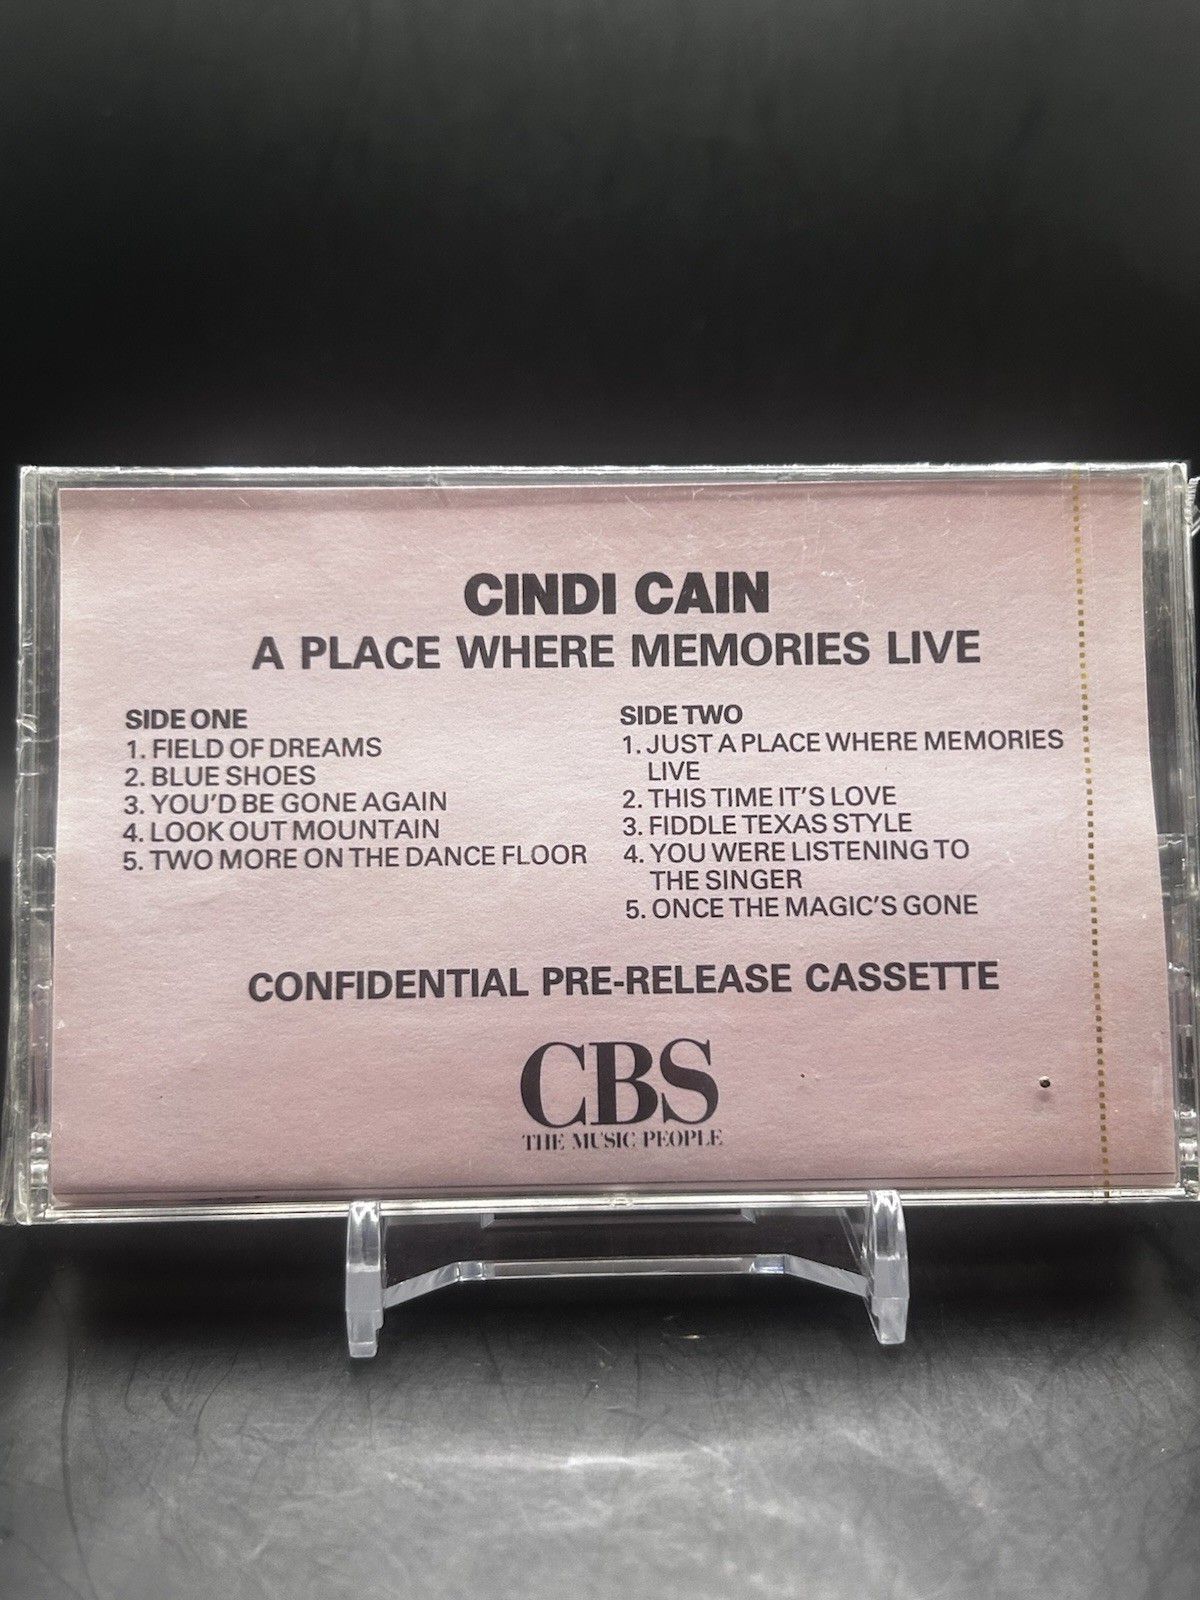 CINDI CAIN
A PLACE WHERE MEMORIES LIVE
SIDE ONE
1. FIELD OF DREAMS
2. BLUE SHOES
3. YOU'D BE GONE AGAIN
4. LOOK OUT MOUNTAIN
5. TWO MORE ON THE DANCE FLOOR
SIDE TWO
1. JUST A PLACE WHERE MEMORIES
LIVE
2. THIS TIME IT'S LOVE
3. FIDDLE TEXAS STYLE
4. YOU WERE LISTENING TO
THE SINGER
5. ONCE THE MAGIC'S GONE
CONFIDENTIAL PRE-RELEASE CASSETTE
CBS
THE MUSIC PEOPLE